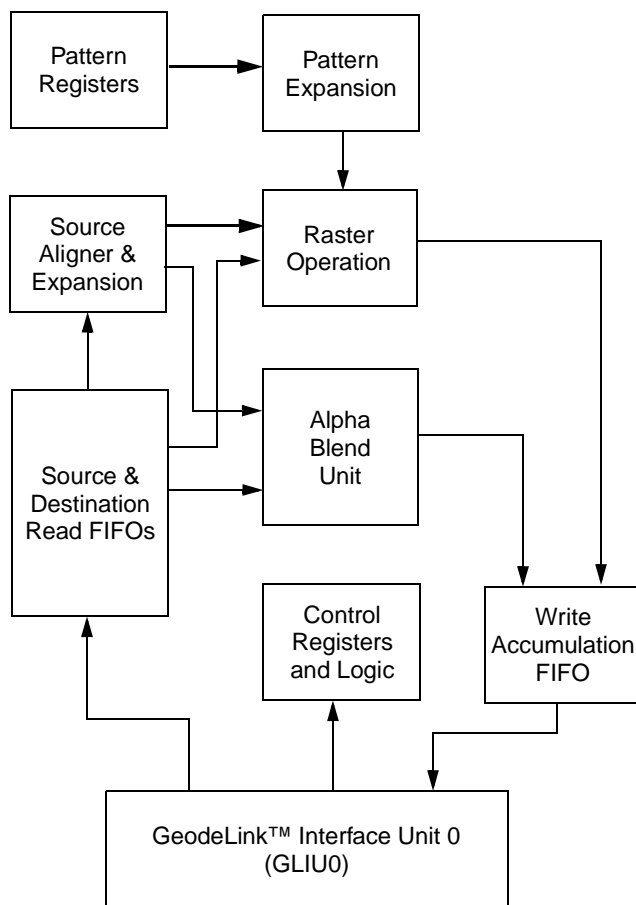 Pattern
Registers
Pattern
Expansion
Source
Aligner &
Expansion
Raster
Operation
Source &
Destination
Read FIFOs
Alpha
Blend
Unit
Control
Registers
and Logic
Write
Accumulation
FIFO
GeodeLink™ Interface Unit 0
(GLIU0)